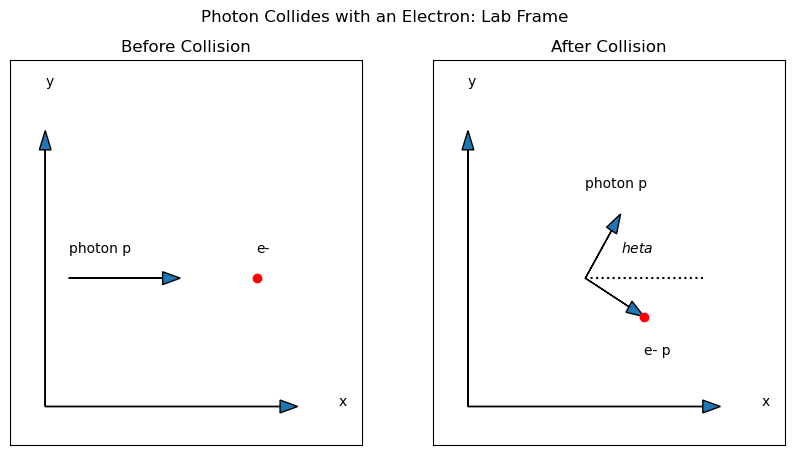 Photon Collides with an Electron: Lab Frame
Before Collision
y
photon p
e-
x
After Collision
y
photon p
heta
e- p
x